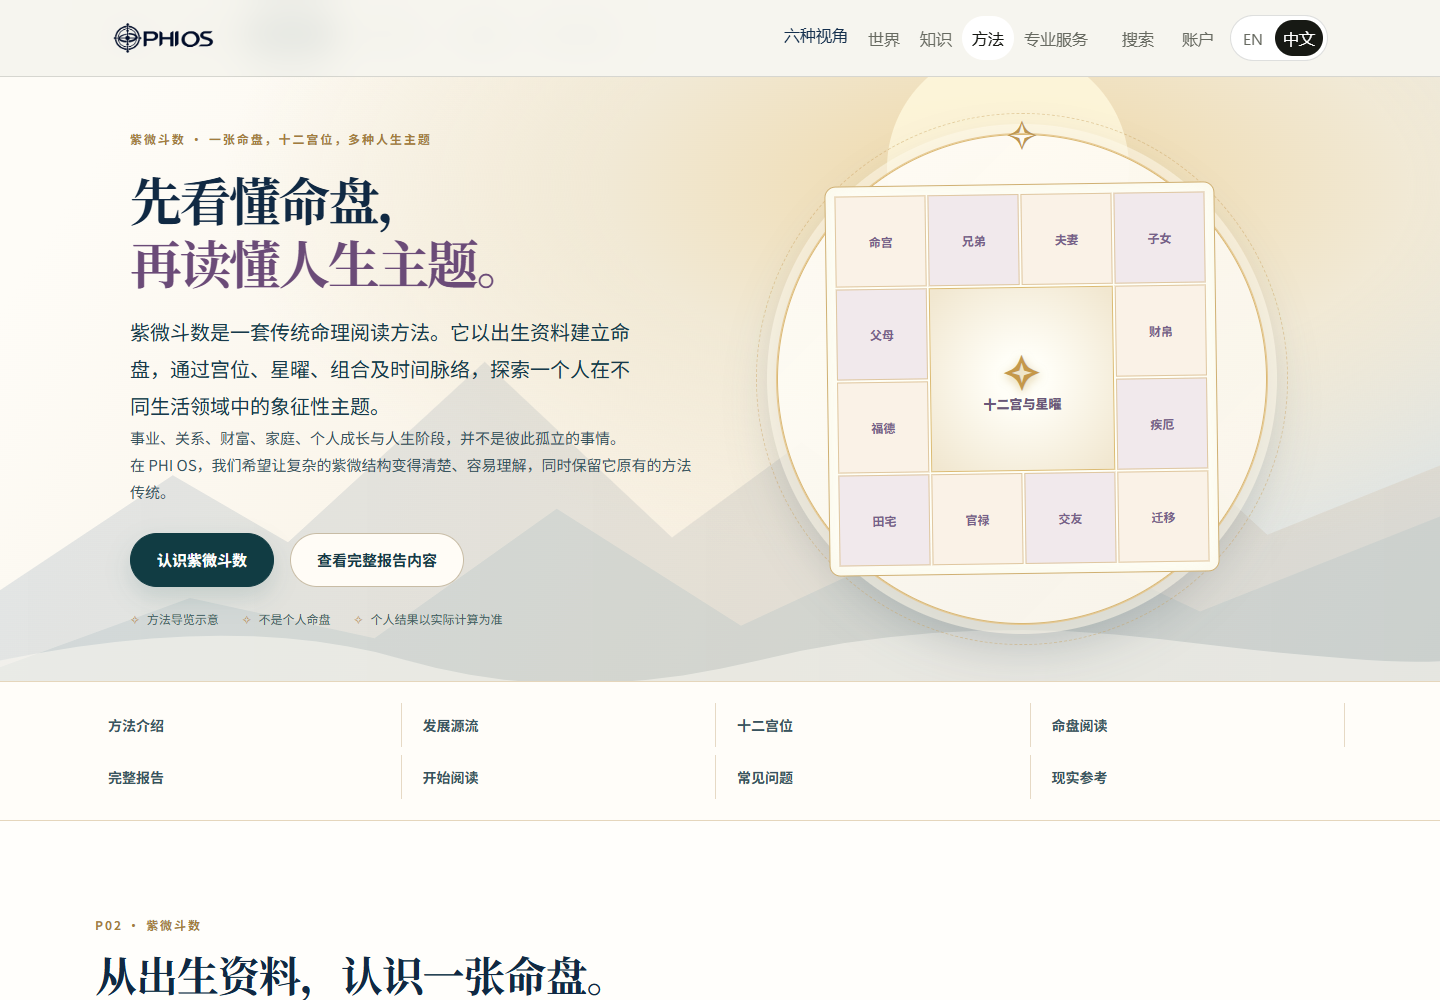 PHI OS
六种视角 世界 知识 方法 专业服务 搜索 账户 EN 中文
紫微斗数 · 一张命盘，十二宫位，多种人生主题
先看懂命盘，
再读懂人生主题。
紫微斗数是一套传统命理阅读方法。它以出生资料建立命
盘，通过宫位、星曜、组合及时间脉络，探索一个人在不
同生活领域中的象征性主题。
事业、关系、财富、家庭、个人成长与人生阶段，并不是彼此孤立的事情。
在 PHI OS，我们希望让复杂的紫微结构变得清楚、容易理解，同时保留它原有的方法
传统。
认识紫微斗数 查看完整报告内容
方法导览示意 不是个人命盘 个人结果以实际计算为准
命宫 兄弟 夫妻 子女
父母 财帛
十二宫与星曜
福德 疾厄
田宅 官禄 交友 迁移
方法介绍 发展源流 十二宫位 命盘阅读
完整报告 开始阅读 常见问题 现实参考
P02 · 紫微斗数
从出生资料，认识一张命盘。